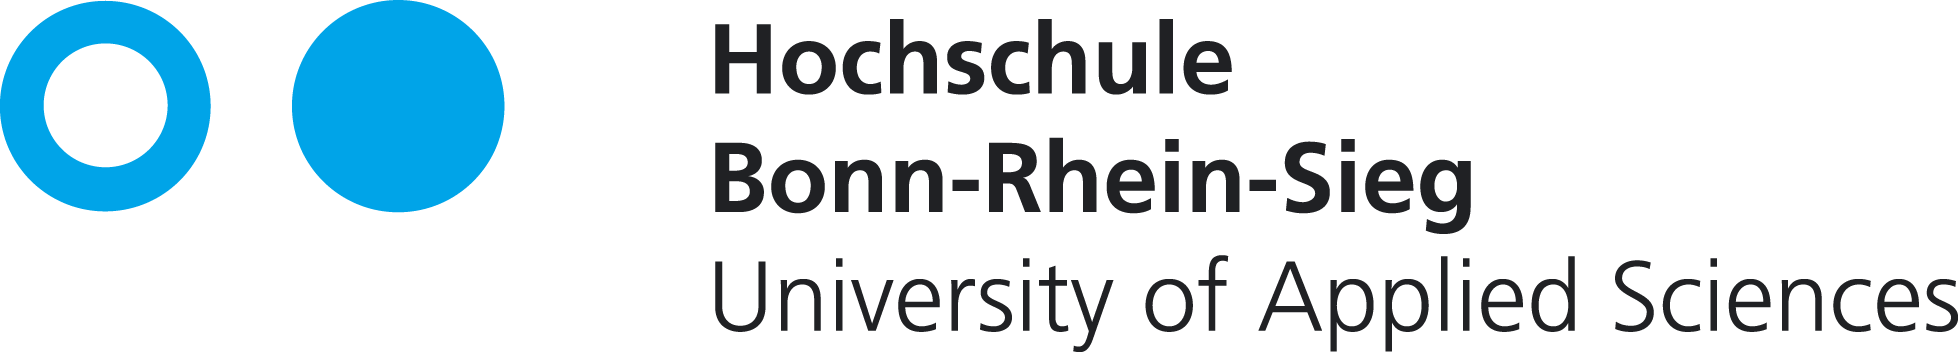 Hochschule
Bonn-Rhein-Sieg
University of Applied Sciences